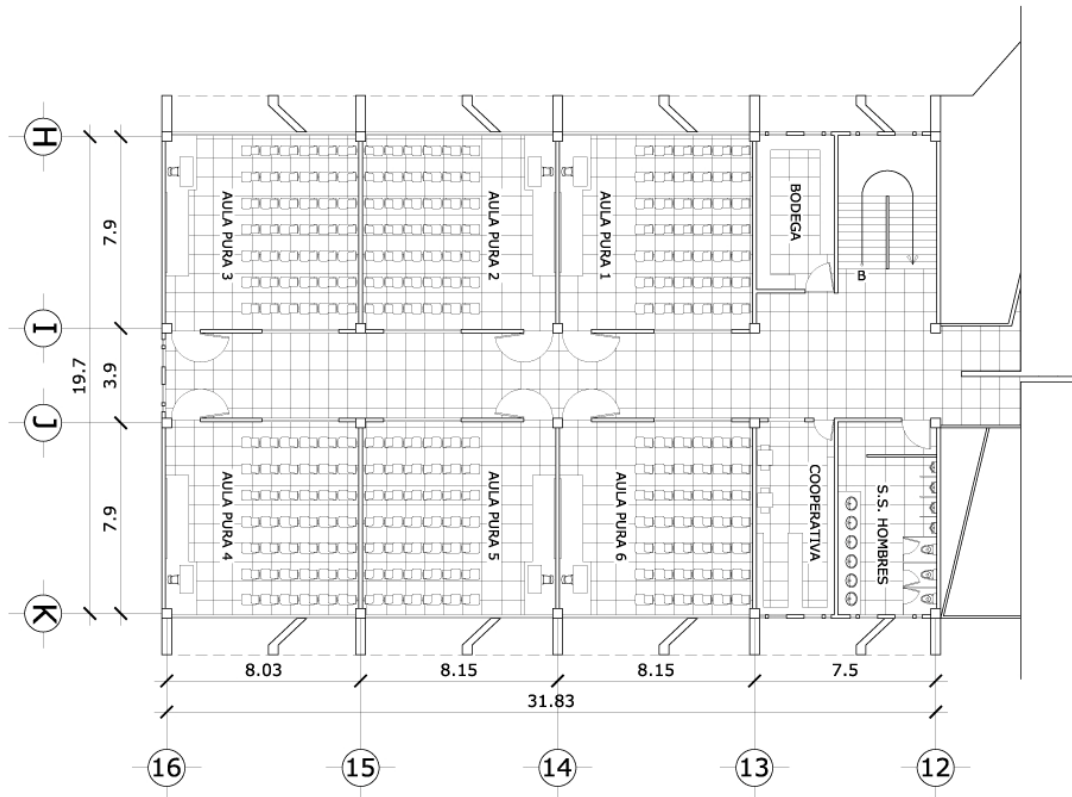 H
I
J
K
7.9
3.9
7.9
19.7
AULA PURA 3
AULA PURA 2
AULA PURA 1
BODEGA
B
AULA PURA 4
AULA PURA 5
AULA PURA 6
COOPERATIVA
S.S. HOMBRES
8.03
8.15
8.15
7.5
31.83
16
15
14
13
12